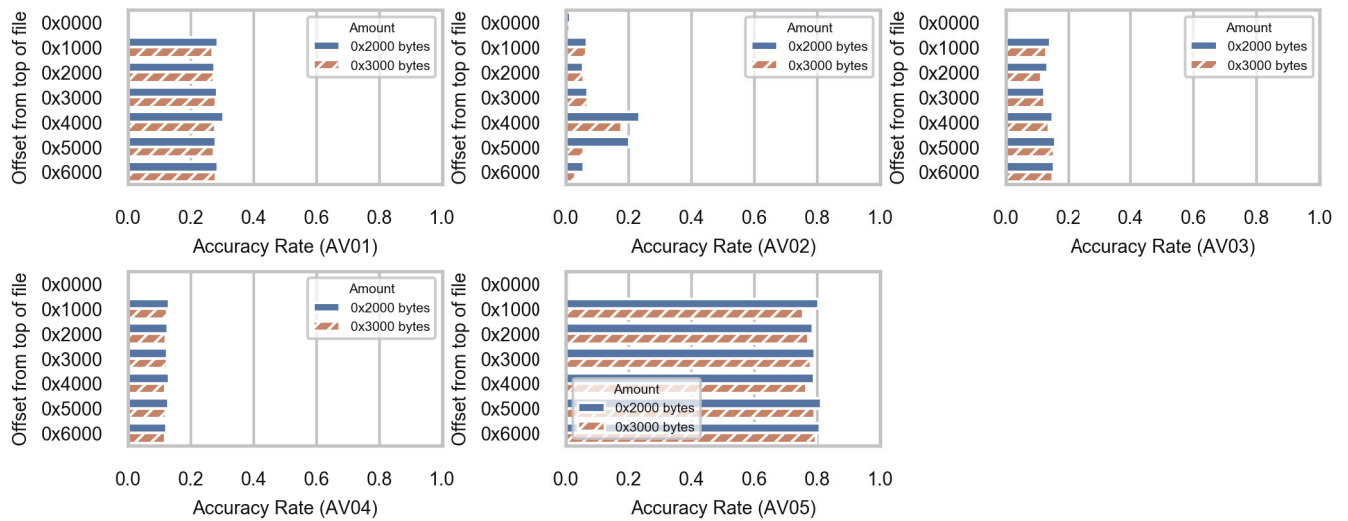 Offset from top of file
0x0000
0x1000
0x2000
0x3000
0x4000
0x5000
0x6000
Amount
0x2000 bytes
0x3000 bytes
0.0 0.2 0.4 0.6 0.8 1.0
Accuracy Rate (AV01)
Offset from top of file
0x0000
0x1000
0x2000
0x3000
0x4000
0x5000
0x6000
Amount
0x2000 bytes
0x3000 bytes
0.0 0.2 0.4 0.6 0.8 1.0
Accuracy Rate (AV02)
Offset from top of file
0x0000
0x1000
0x2000
0x3000
0x4000
0x5000
0x6000
Amount
0x2000 bytes
0x3000 bytes
0.0 0.2 0.4 0.6 0.8 1.0
Accuracy Rate (AV03)
Offset from top of file
0x0000
0x1000
0x2000
0x3000
0x4000
0x5000
0x6000
Amount
0x2000 bytes
0x3000 bytes
0.0 0.2 0.4 0.6 0.8 1.0
Accuracy Rate (AV04)
Offset from top of file
0x0000
0x1000
0x2000
0x3000
0x4000
0x5000
0x6000
Amount
0x2000 bytes
0x3000 bytes
0.0 0.2 0.4 0.6 0.8 1.0
Accuracy Rate (AV05)